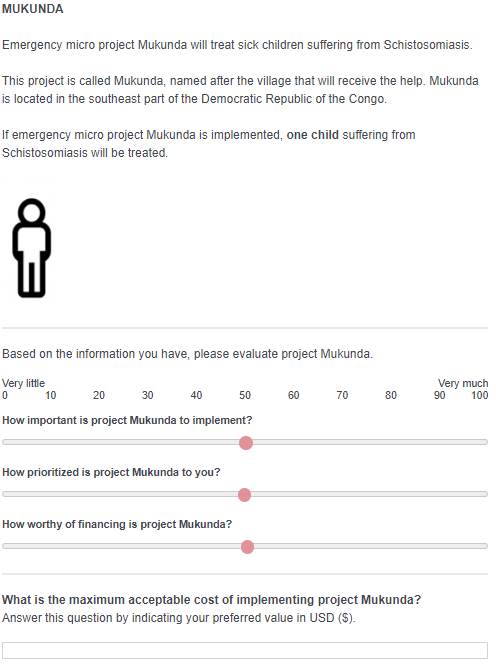 MUKUNDA
Emergency micro project Mukunda will treat sick children suffering from Schistosomiasis.
This project is called Mukunda, named after the village that will receive the help. Mukunda
is located in the southeast part of the Democratic Republic of the Congo.
If emergency micro project Mukunda is implemented, one child suffering from
Schistosomiasis will be treated.
Based on the information you have, please evaluate project Mukunda.
Very little Very much
0 10 20 30 40 50 60 70 80 90 100
How important is project Mukunda to implement?
How prioritized is project Mukunda to you?
How worthy of financing is project Mukunda?
What is the maximum acceptable cost of implementing project Mukunda?
Answer this question by indicating your preferred value in USD ($).